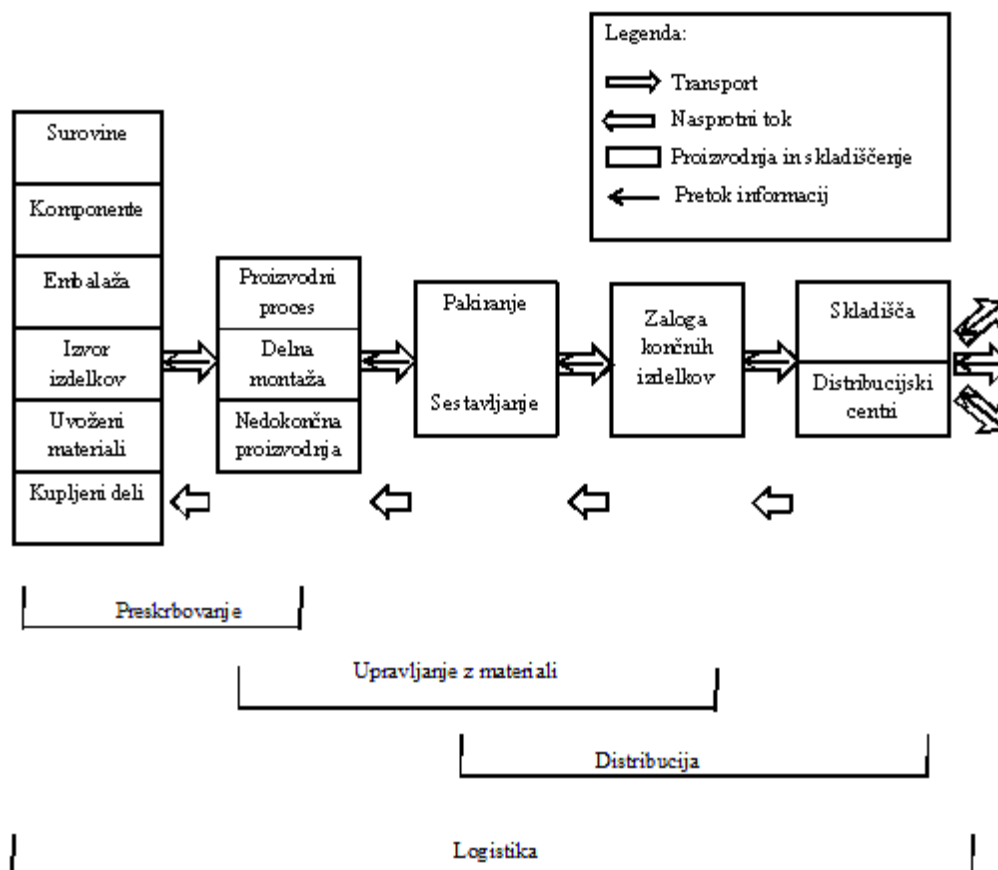 Legenda:
Transport
Nasprotni tok
Proizvodnja in skladiščenje
Pretok informacij
Surovine
Komponente
Embalaža
Izvor
izdelkov
Uvoženi
materiali
Kupljeni deli
Proizvodni
proces
Delna
montaža
Nedokončna
proizvodnja
Pakiranje
Sestavljanje
Zaloga
končnih
izdelkov
Skladišča
Distribucijski
centri
Preskrbovanje
Upravljanje z materiali
Distribucija
Logistika